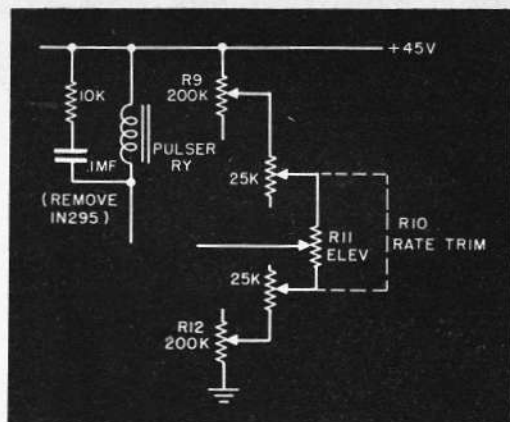 +45V
10K
R9
200K
.1MF
PULSER
RY
(REMOVE
IN295)
25K
R11
ELEV
R10
RATE TRIM
25K
R12
200K